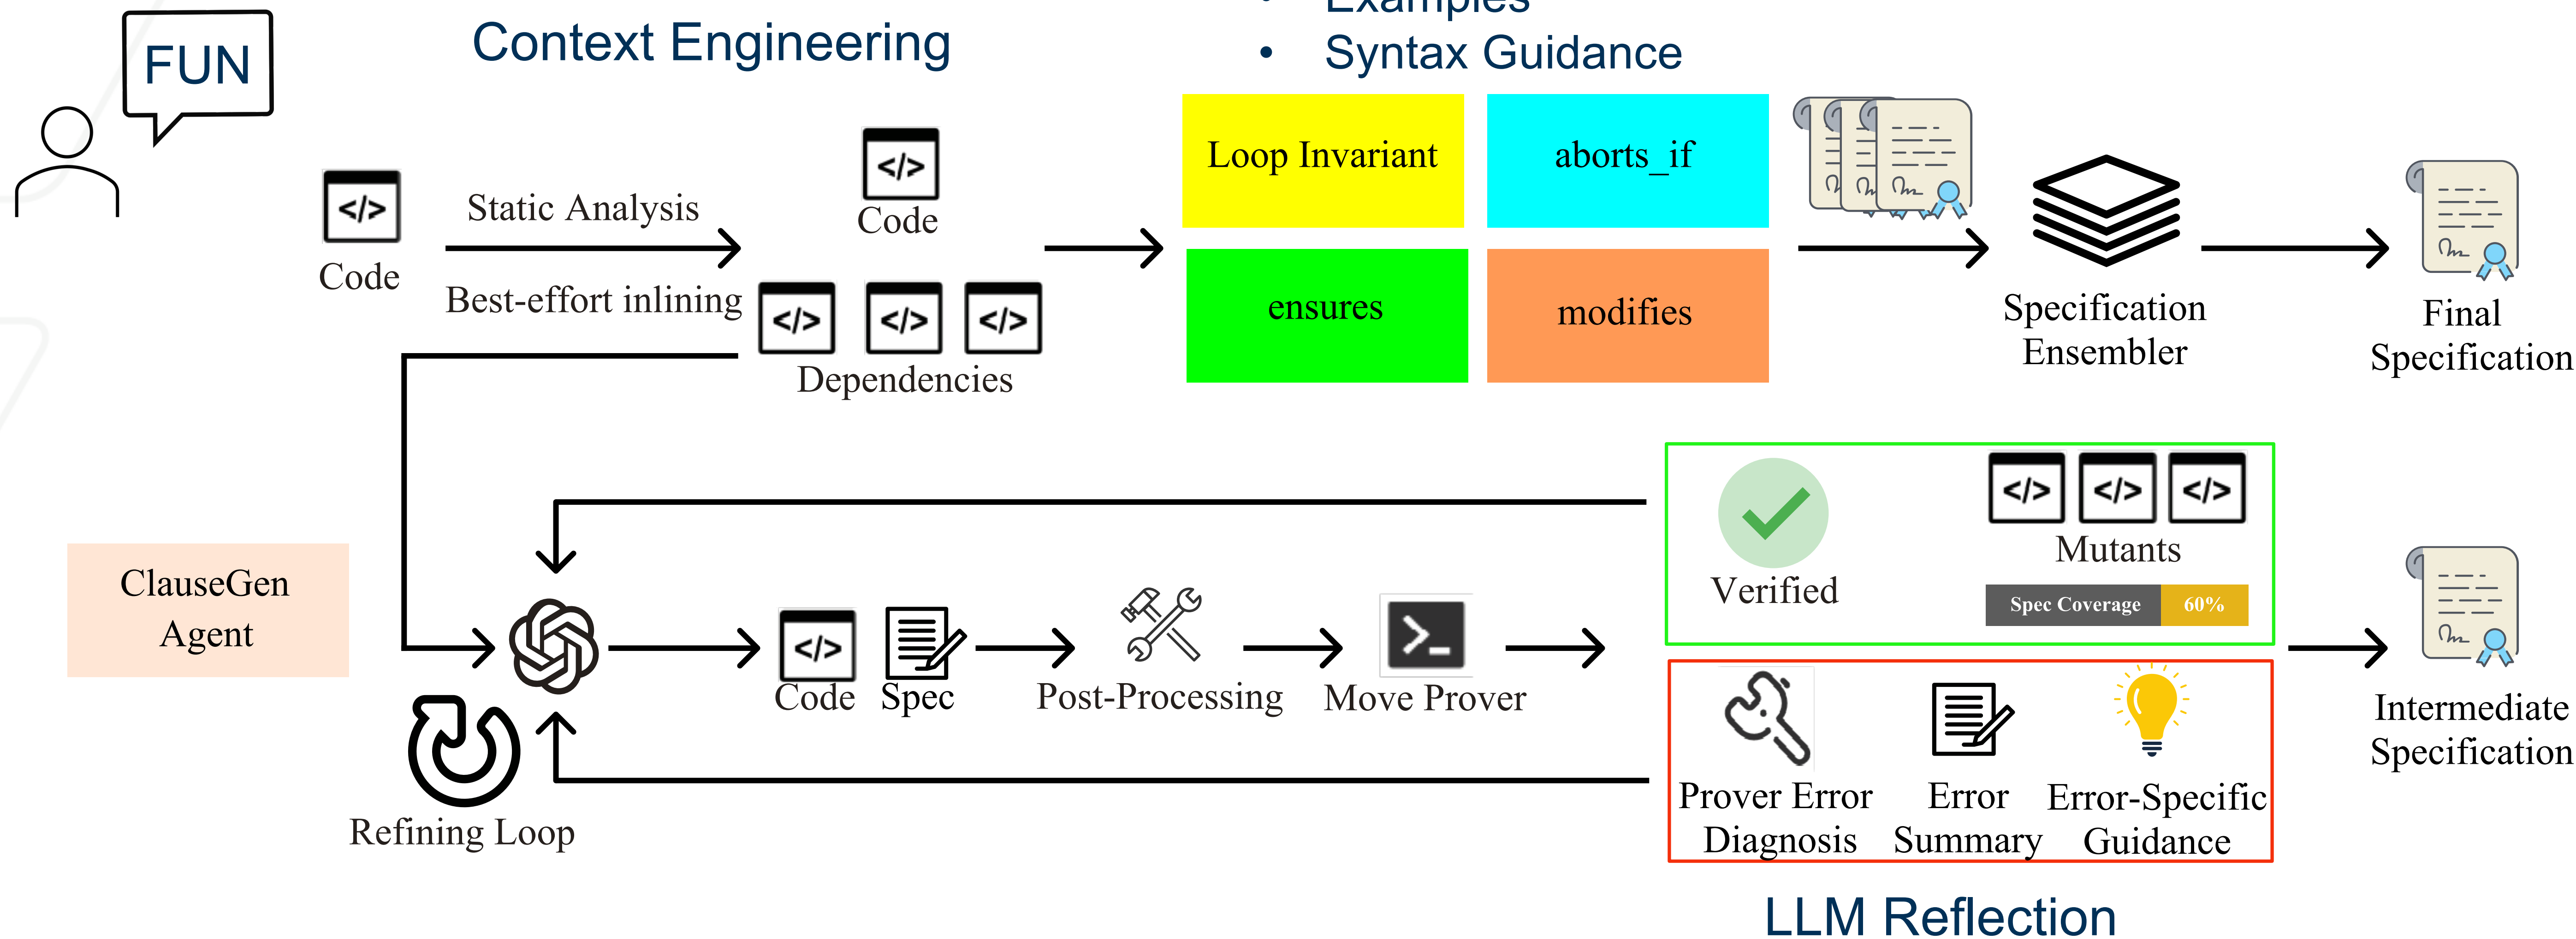 Examples
FUN
Context Engineering
• Syntax Guidance
</>
Code
Static Analysis
Best-effort inlining
</>
Code
</>
</>
</>
Dependencies
Loop Invariant
aborts_if
ensures
modifies
Specification
Ensembler
Final
Specification
ClauseGen
Agent
Refining Loop
</>
Code
Spec
Post-Processing
>_
Move Prover
Verified
</>
</>
</>
Mutants
Spec Coverage 60%
Prover Error
Diagnosis
Error
Summary
Error-Specific
Guidance
Intermediate
Specification
LLM Reflection